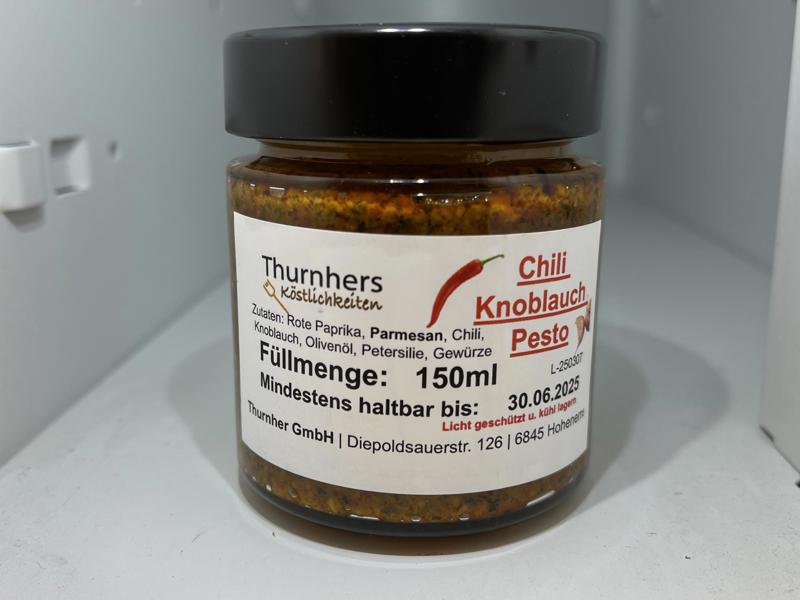 Thurnhers
Köstlichkeiten
Chili
Knoblauch
Pesto
Zutaten: Rote Paprika, Parmesan, Chili,
Knoblauch, Olivenöl, Petersilie, Gewürze
Füllmenge: 150ml
L-250307
Mindestens haltbar bis: 30.06.2025
Licht geschützt u. kühl lagern
Thurnher GmbH | Diepoldsauerstr. 126 | 6845